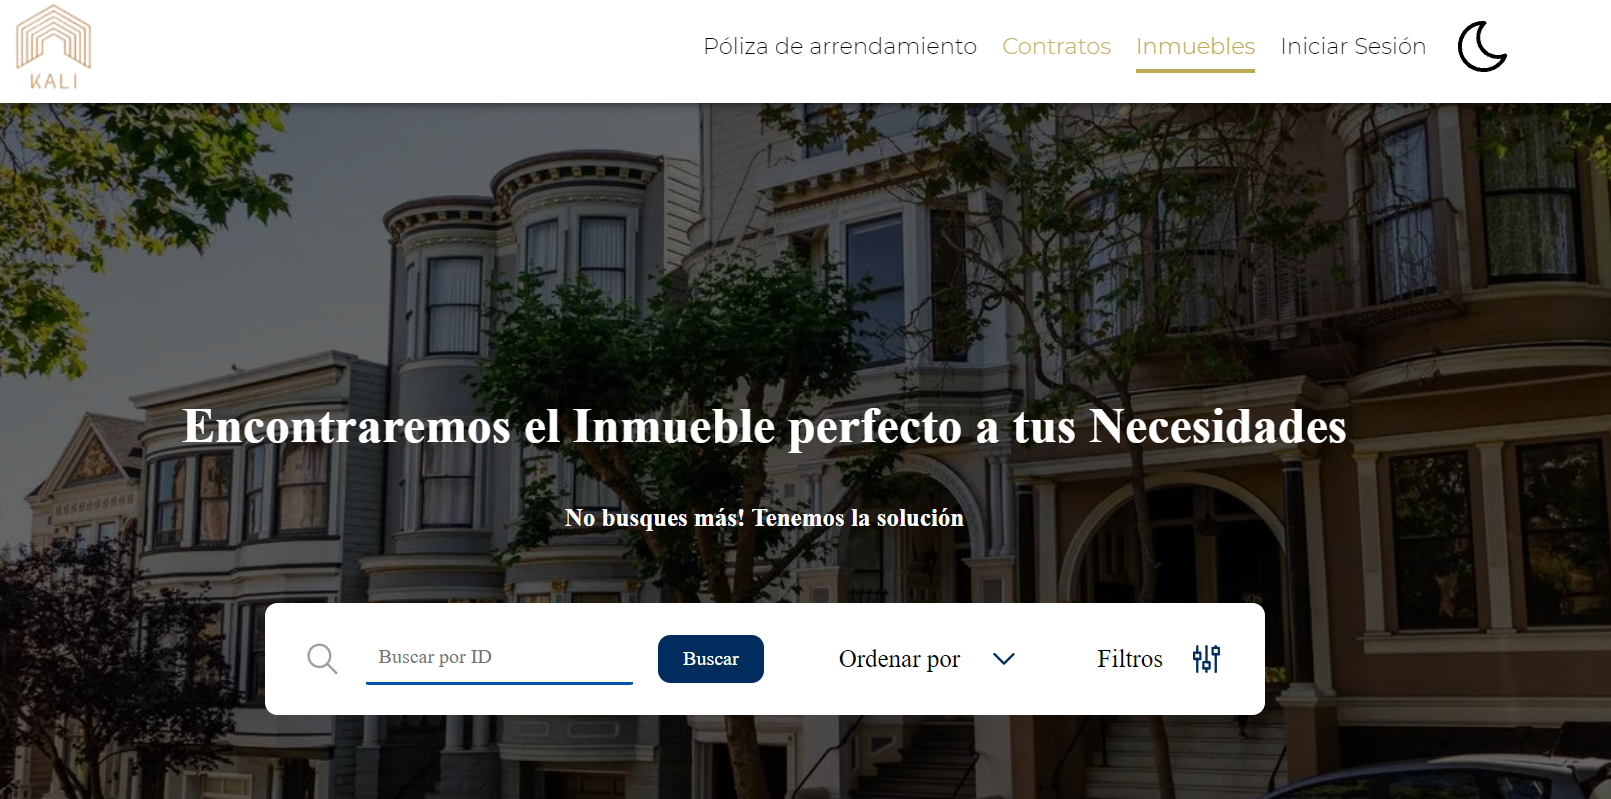 KALI
Póliza de arrendamiento Contratos Inmuebles Iniciar Sesión
Encontraremos el Inmueble perfecto a tus Necesidades
No busques más! Tenemos la solución
Buscar por ID Buscar Ordenar por Filtros